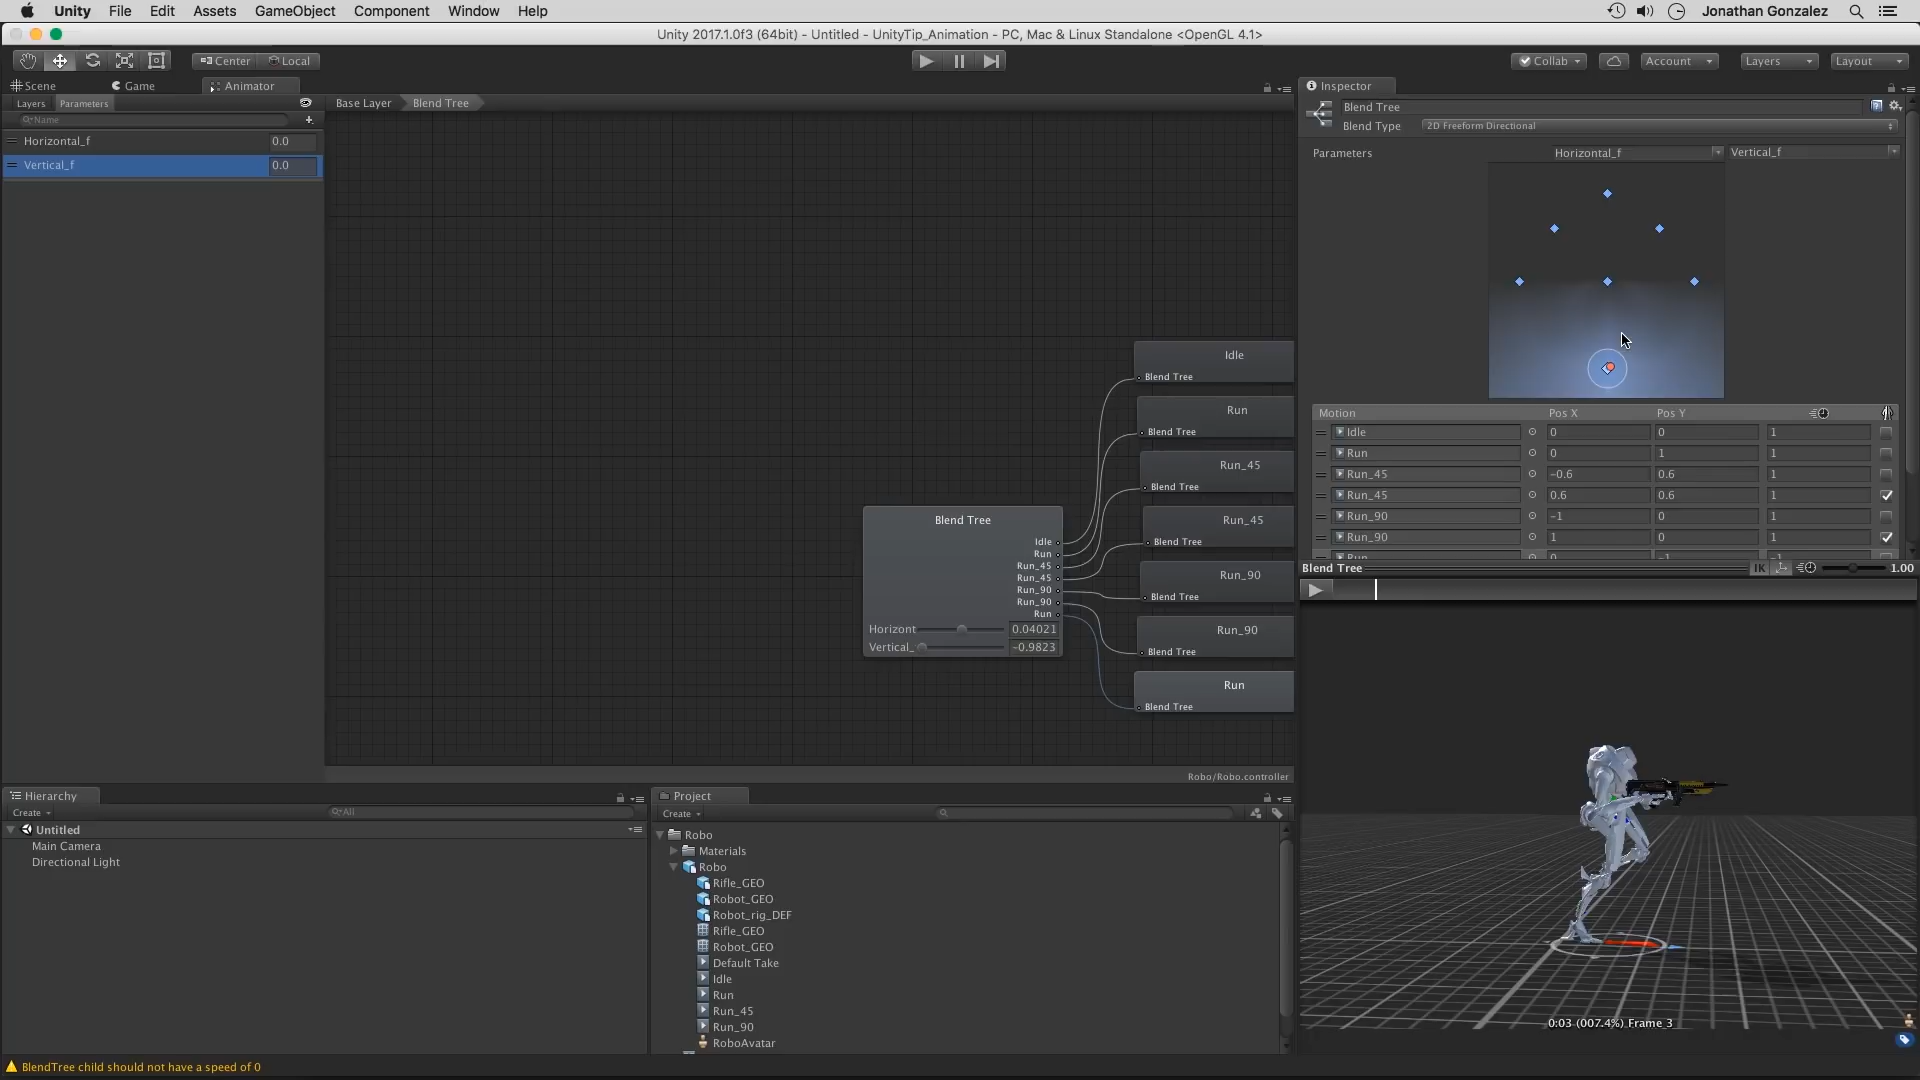 Unity File Edit Assets GameObject Component Window Help Jonathan Gonzalez
Unity 2017.1.0f3 (64bit) - Untitled - UnityTip_Animation - PC, Mac & Linux Standalone <OpenGL 4.1>
Center Local Collab Account Layers Layout
Scene Game Animator Inspector
Layers Parameters Base Layer Blend Tree
Name
Horizontal_f 0.0
Vertical_f 0.0
Blend Tree
Blend Type 2D Freeform Directional
Parameters Horizontal_f Vertical_f
Idle
Blend Tree
Run
Blend Tree
Run_45
Blend Tree
Run_45
Blend Tree
Run_90
Blend Tree
Run_90
Blend Tree
Run
Blend Tree
Blend Tree
Idle
Run
Run_45
Run_45
Run_90
Run_90
Run
Horizont 0.04021
Vertical_ -0.9823
Robo/Robo.controller
Motion Pos X Pos Y
Idle 0 0 1
Run 0 1 1
Run_45 -0.6 0.6 1
Run_45 0.6 0.6 1
Run_90 -1 0 1
Run_90 1 0 1
Run 0 -1 -1
Blend Tree IK 1.00
0:03 (007.4%) Frame 3
Hierarchy
Create All
Untitled
Main Camera
Directional Light
Project
Create
Robo
Materials
Robo
Rifle_GEO
Robot_GEO
Robot_rig_DEF
Rifle_GEO
Robot_GEO
Default Take
Idle
Run
Run_45
Run_90
RoboAvatar
BlendTree child should not have a speed of 0